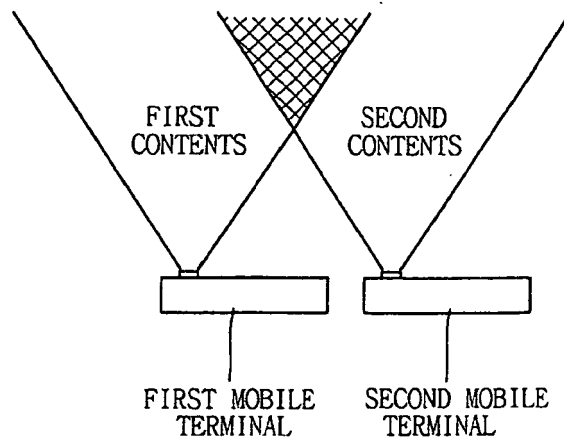 FIRST
CONTENTS
SECOND
CONTENTS
FIRST MOBILE
TERMINAL
SECOND MOBILE
TERMINAL